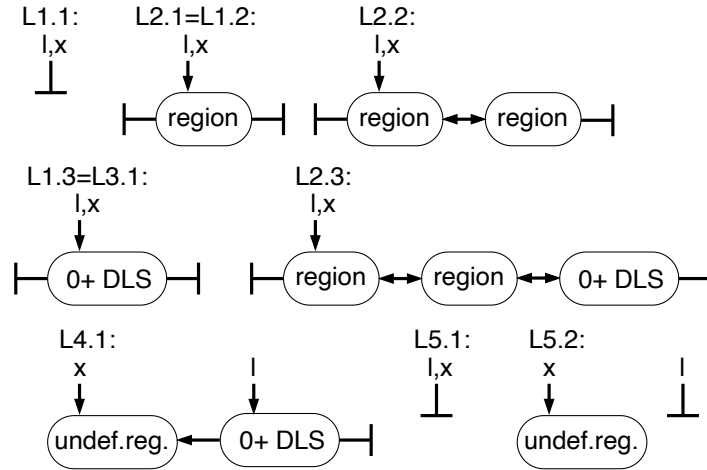 L1.1: L2.1=L1.2: L2.2:
l,x l,x l,x
region region region
L1.3=L3.1: L2.3:
l,x l,x
0+ DLS region region 0+ DLS
L4.1: L5.1: L5.2:
x l l,x x l
undef.reg. 0+ DLS undef.reg.